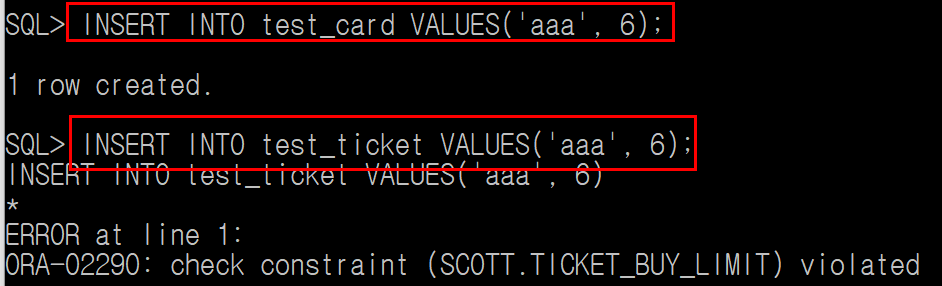 SQL> INSERT INTO test_card VALUES('aaa', 6);
1 row created.
SQL> INSERT INTO test_ticket VALUES('aaa', 6);
INSERT INTO test_ticket VALUES('aaa', 6)
*
ERROR at line 1:
ORA-02290: check constraint (SCOTT.TICKET_BUY_LIMIT) violated